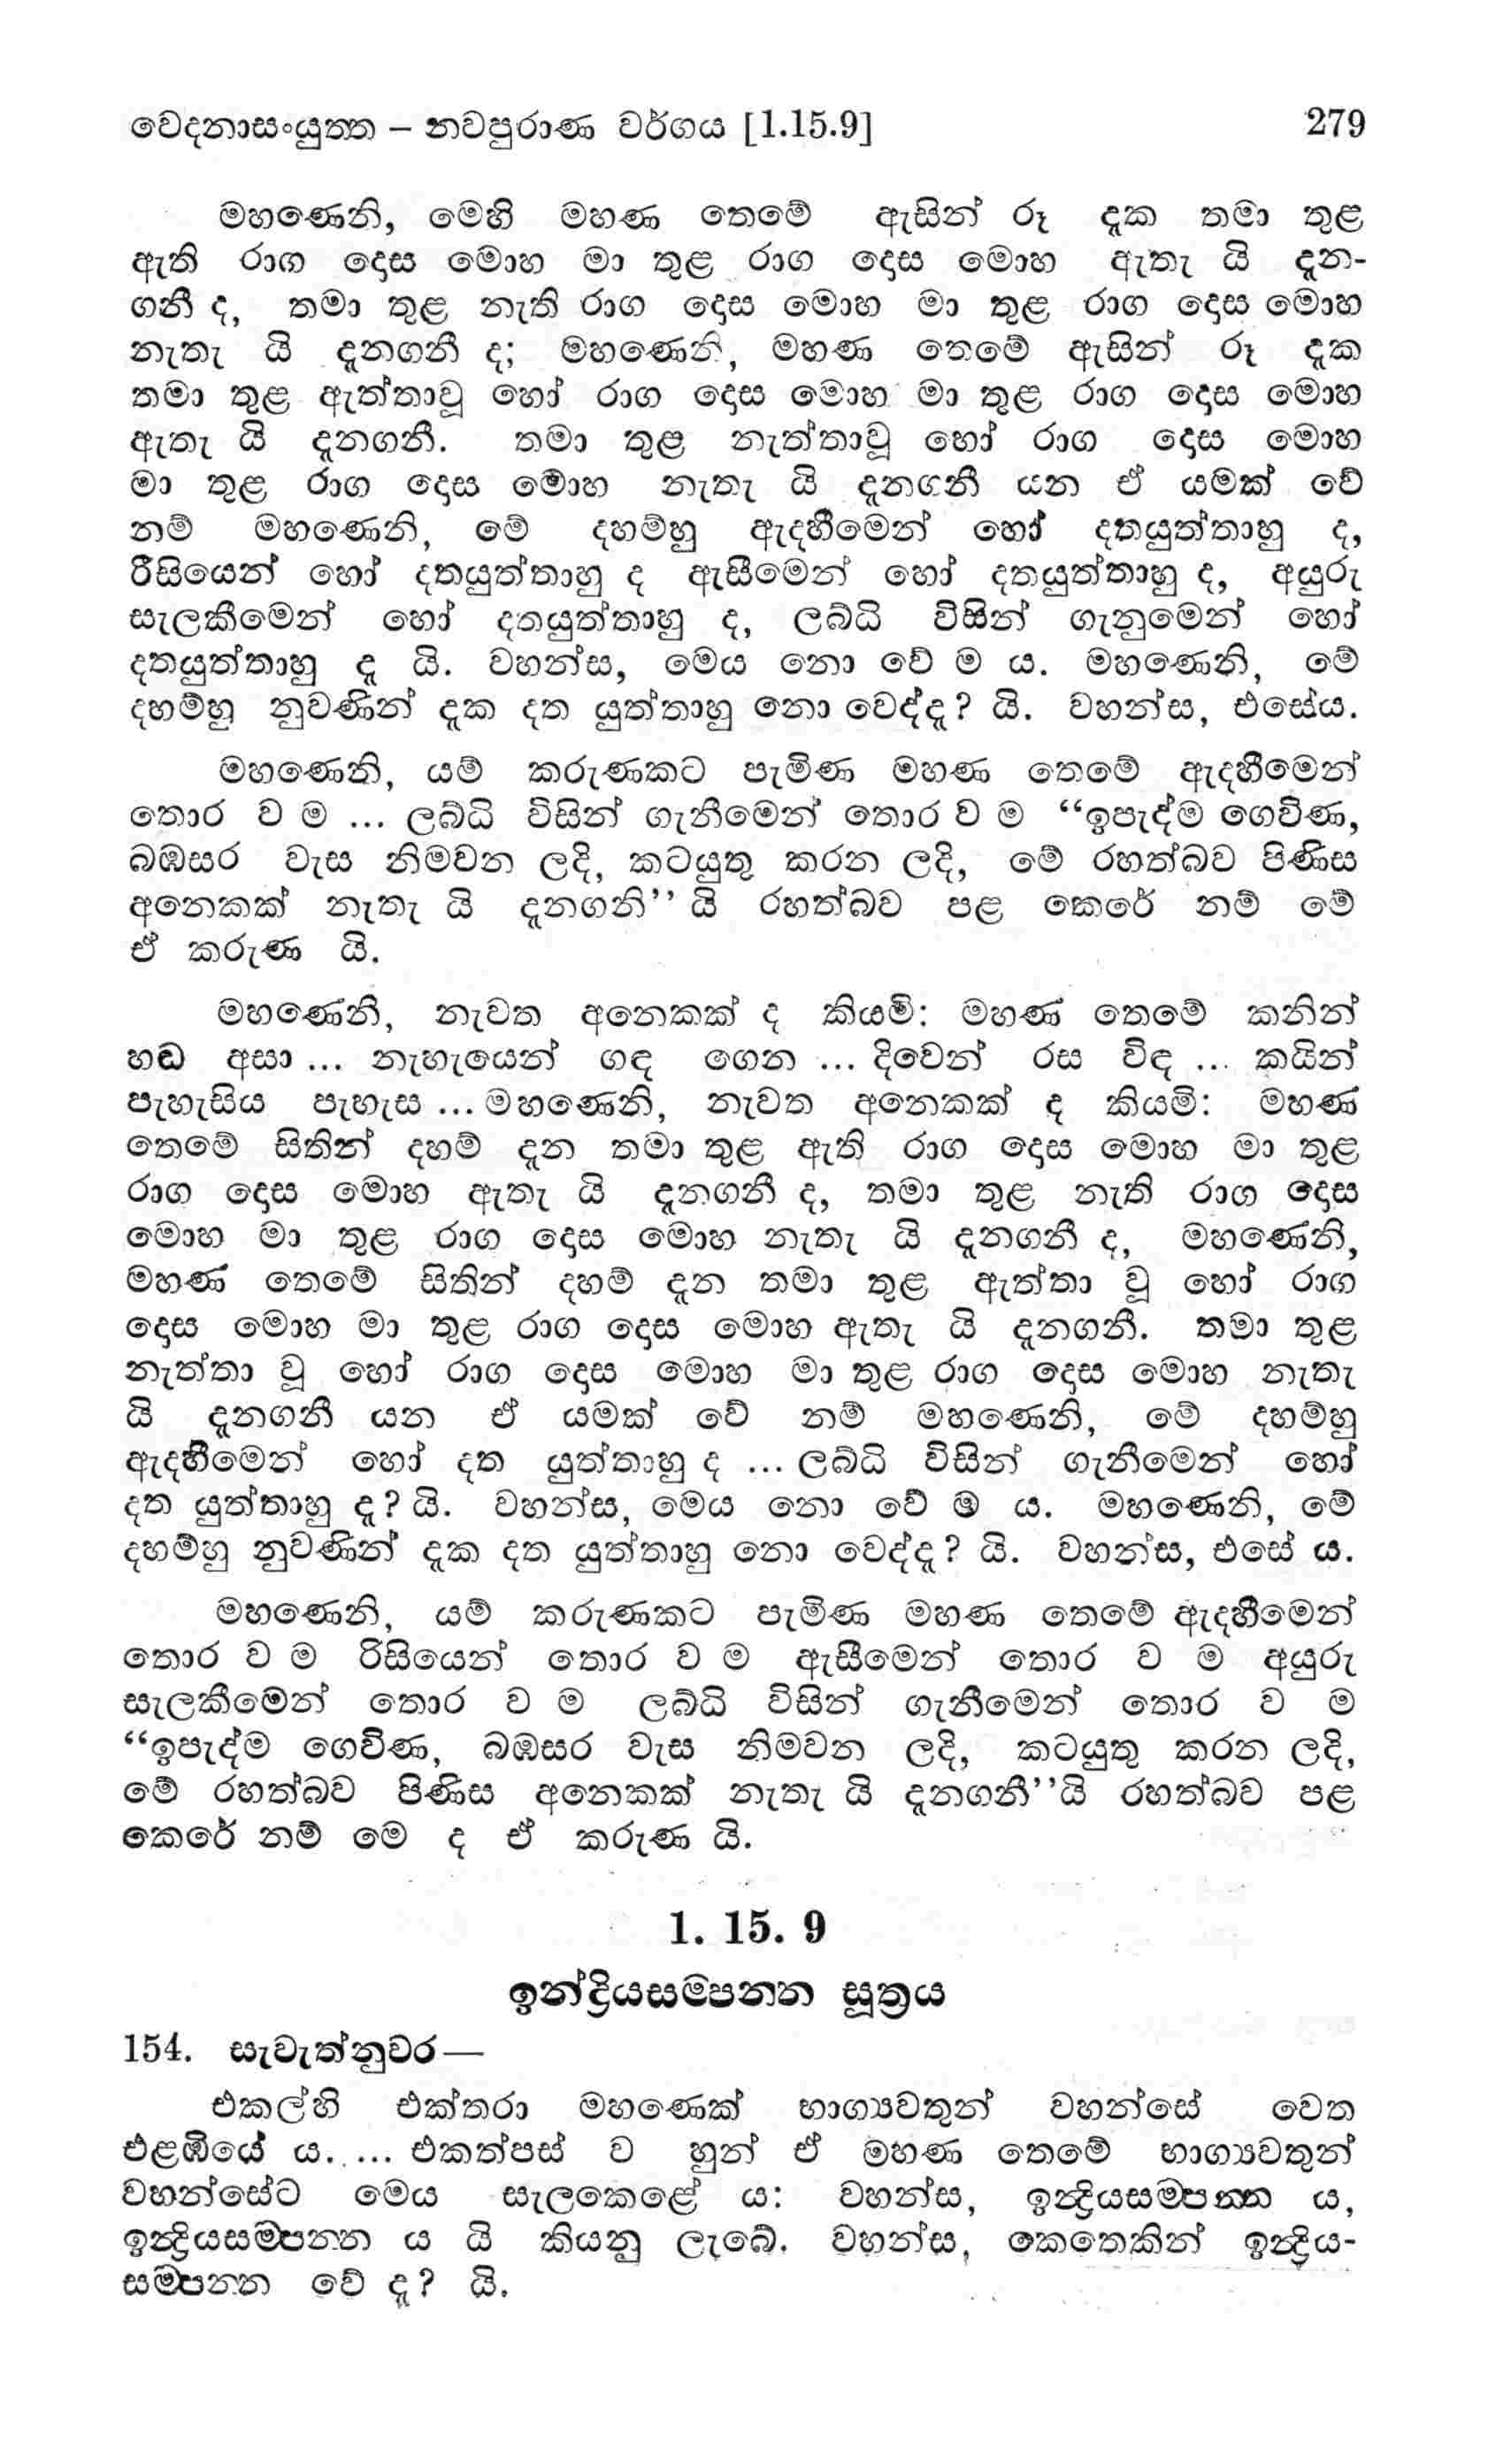 වෙදනාසංයුත්ත – නවපුරාණ වර්ගය [1.15.9] 279
මහණෙනි, මෙහි මහණ තෙමේ ඇසින් රූ දැක තමා තුළ
ඇති රාග දොස මොහ මා තුළ රාග දොස මොහ ඇතැ යි දැන-
ගනී ද, තමා තුළ නැති රාග දොස මොහ මා තුළ රාග දොස මොහ
නැතැ යි දැනගනී ද; මහණෙනි, මහණ තෙමේ ඇසින් රූ දැක
තමා තුළ ඇත්තාවූ හෝ රාග දොස මොහ මා තුළ රාග දොස මොහ
ඇතැ යි දැනගනී. තමා තුළ නැත්තාවූ හෝ රාග දොස මොහ
මා තුළ රාග දොස මොහ නැතැ යි දැනගනී යන ඒ යමක් වේ
නම් මහණෙනි, මේ දහම්හු ඇදහීමෙන් හෝ දතයුත්තාහු ද,
රිසියෙන් හෝ දතයුත්තාහු ද ඇසීමෙන් හෝ දතයුත්තාහු ද, අයුරු
සැලකීමෙන් හෝ දතයුත්තාහු ද, ලබ්ධි විසින් ගැනුමෙන් හෝ
දතයුත්තාහු දැ යි. වහන්ස, මෙය නො වේ ම ය. මහණෙනි, මේ
දහම්හු නුවණින් දැක දත යුත්තාහු නො වෙද්දැ? යි. වහන්ස, එසේය.
මහණෙනි, යම් කරුණකට පැමිණ මහණ තෙමේ ඇදහීමෙන්
තොර ව ම ... ලබ්ධි විසින් ගැනීමෙන් තොර ව ම “ඉපැද්ම ගෙවිණ,
බඹසර වැස නිමවන ලදි, කටයුතු කරන ලදි, මේ රහත්බව පිණිස
අනෙකක් නැතැ යි දැනගනි” යි රහත්බව පළ කෙරේ නම් මේ
ඒ කරුණ යි.
මහණෙනි, නැවත අනෙකක් ද කියමි: මහණ තෙමේ කනින්
හඬ අසා ... නැහැයෙන් ගඳ ගෙන ... දිවෙන් රස විඳ ... කයින්
පැහැසිය පැහැස ... මහණෙනි, නැවත අනෙකක් ද කියමි: මහණ
තෙමේ සිතින් දහම් දැන තමා තුළ ඇති රාග දොස මොහ මා තුළ
රාග දොස මොහ ඇතැ යි දැනගනී ද, තමා තුළ නැති රාග දොස
මොහ මා තුළ රාග දොස මොහ නැතැ යි දැනගනී ද, මහණෙනි,
මහණ තෙමේ සිතින් දහම් දැන තමා තුළ ඇත්තා වූ හෝ රාග
දොස මොහ මා තුළ රාග දොස මොහ ඇතැ යි දැනගනී. තමා තුළ
නැත්තා වූ හෝ රාග දොස මොහ මා තුළ රාග දොස මොහ නැතැ
යි දැනගනී යන ඒ යමක් වේ නම් මහණෙනි, මේ දහම්හු
ඇදහීමෙන් හෝ දත යුත්තාහු ද ... ලබ්ධි විසින් ගැනීමෙන් හෝ
දත යුත්තාහු දැ? යි. වහන්ස, මෙය නො වේ ම ය. මහණෙනි, මේ
දහම්හු නුවණින් දැක දත යුත්තාහු නො වෙද්දැ? යි. වහන්ස, එසේ ය.
මහණෙනි, යම් කරුණකට පැමිණ මහණ තෙමේ ඇදහීමෙන්
තොර ව ම රිසියෙන් තොර ව ම ඇසීමෙන් තොර ව ම අයුරු
සැලකීමෙන් තොර ව ම ලබ්ධි විසින් ගැනීමෙන් තොර ව ම
“ඉපැද්ම ගෙවිණ, බඹසර වැස නිමවන ලදි, කටයුතු කරන ලදි,
මේ රහත්බව පිණිස අනෙකක් නැතැ යි දැනගනී”යි රහත්බව පළ
කෙරේ නම් මෙ ද ඒ කරුණ යි.
1. 15. 9
ඉන්ද්‍රියසම්පන්න සූත්‍රය
154. සැවැත්නුවර—
එකල්හි එක්තරා මහණෙක් භාග්‍යවතුන් වහන්සේ වෙත
එළඹියේ ය. ... එකත්පස් ව හුන් ඒ මහණ තෙමේ භාග්‍යවතුන්
වහන්සේට මෙය සැලකෙළේ ය: වහන්ස, ඉන්ද්‍රියසම්පන්න ය,
ඉන්ද්‍රියසම්පන්න ය යි කියනු ලැබේ. වහන්ස, කෙතෙකින් ඉන්ද්‍රිය-
සම්පන්න වේ දැ? යි.